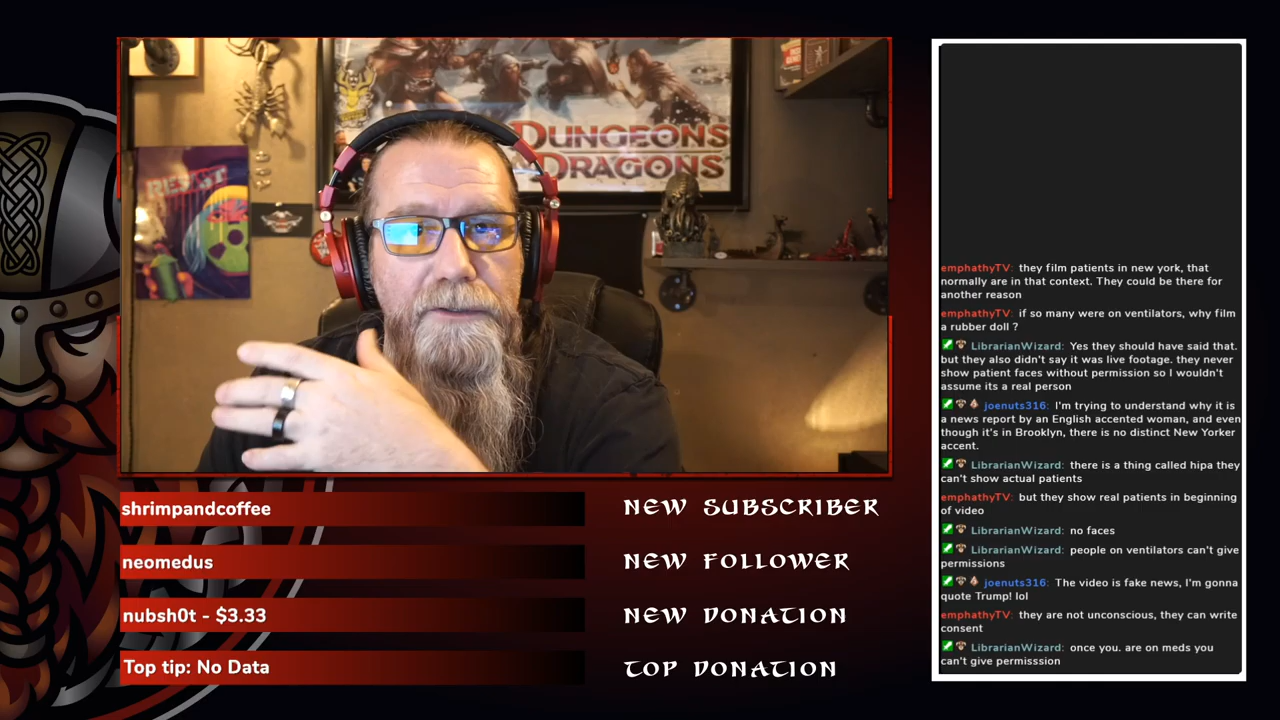 RESIST
DUNGEONS
DRAGONS
shrimpandcoffee
NEW SUBSCRIBER
neomedus
NEW FOLLOWER
nubsh0t - $3.33
NEW DONATION
Top tip: No Data
TOP DONATION
emphathyTV: they film patients in new york, that
normally are in that context. They could be there for
another reason
emphathyTV: if so many were on ventilators, why film
a rubber doll ?
LibrarianWizard: Yes they should have said that.
but they also didn't say it was live footage. they never
show patient faces without permission so I wouldn't
assume its a real person
joenuts316: I'm trying to understand why it is
a news report by an English accented woman, and even
though it's in Brooklyn, there is no distinct New Yorker
accent.
LibrarianWizard: there is a thing called hipa they
can't show actual patients
emphathyTV: but they show real patients in beginning
of video
LibrarianWizard: no faces
LibrarianWizard: people on ventilators can't give
permissions
joenuts316: The video is fake news, I'm gonna
quote Trump! lol
emphathyTV: they are not unconscious, they can write
consent
LibrarianWizard: once you. are on meds you
can't give permisssion